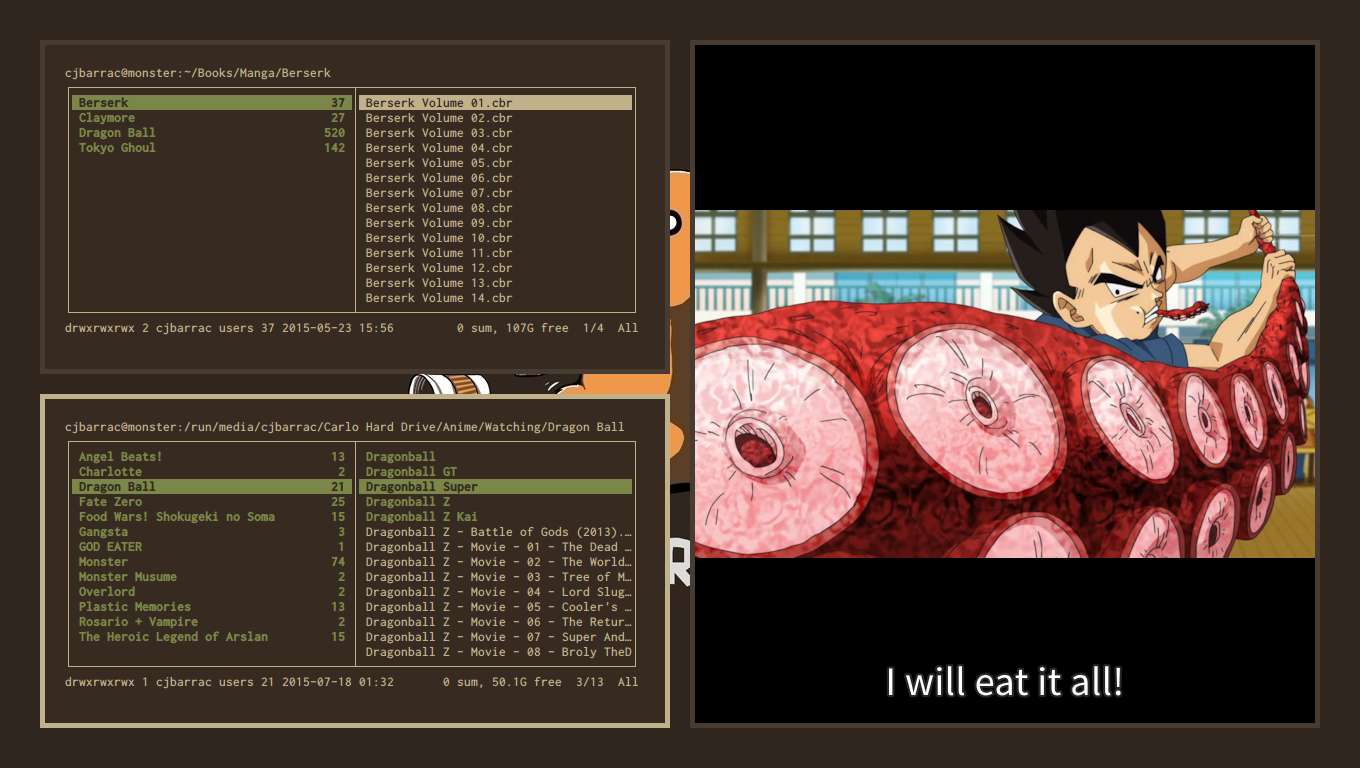 cjbarrac@monster:~/Books/Manga/Berserk
Berserk 37
Claymore 27
Dragon Ball 520
Tokyo Ghoul 142
Berserk Volume 01.cbr
Berserk Volume 02.cbr
Berserk Volume 03.cbr
Berserk Volume 04.cbr
Berserk Volume 05.cbr
Berserk Volume 06.cbr
Berserk Volume 07.cbr
Berserk Volume 08.cbr
Berserk Volume 09.cbr
Berserk Volume 10.cbr
Berserk Volume 11.cbr
Berserk Volume 12.cbr
Berserk Volume 13.cbr
Berserk Volume 14.cbr
drwxrwxrwx 2 cjbarrac users 37 2015-05-23 15:56 0 sum, 107G free 1/4 All
cjbarrac@monster:/run/media/cjbarrac/Carlo Hard Drive/Anime/Watching/Dragon Ball
Angel Beats! 13
Charlotte 2
Dragon Ball 21
Fate Zero 25
Food Wars! Shokugeki no Soma 15
Gangsta 3
GOD EATER 1
Monster 74
Monster Musume 2
Overlord 2
Plastic Memories 13
Rosario + Vampire 2
The Heroic Legend of Arslan 15
Dragonball
Dragonball GT
Dragonball Super
Dragonball Z
Dragonball Z Kai
Dragonball Z - Battle of Gods (2013).…
Dragonball Z - Movie - 01 - The Dead …
Dragonball Z - Movie - 02 - The World…
Dragonball Z - Movie - 03 - Tree of M…
Dragonball Z - Movie - 04 - Lord Slug…
Dragonball Z - Movie - 05 - Cooler's …
Dragonball Z - Movie - 06 - The Retur…
Dragonball Z - Movie - 07 - Super And…
Dragonball Z - Movie - 08 - Broly TheD
drwxrwxrwx 1 cjbarrac users 21 2015-07-18 01:32 0 sum, 50.1G free 3/13 All
R
I will eat it all!